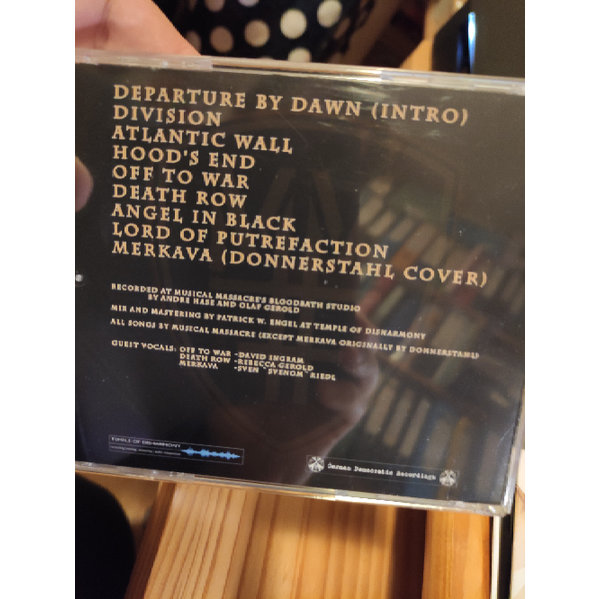 DEPARTURE BY DAWN (INTRO)
DIVISION
ATLANTIC WALL
HOOD'S END
OFF TO WAR
DEATH ROW
ANGEL IN BLACK
LORD OF PUTREFACTION
MERKAVA (DONNERSTAHL COVER)
RECORDED AT MUSICAL MASSACRE'S BLOODBATH STUDIO
BY ANDRE HASE AND OLAF GEROLD
MIX AND MASTERING BY PATRICK W. ENGEL AT TEMPLE OF DISHARMONY
ALL SONGS BY MUSICAL MASSACRE (EXCEPT MERKAVA ORIGINALLY BY DONNERSTAHL)
GUEST VOCALS: OFF TO WAR -DAVID INGRAM
DEATH ROW -REBECCA GEROLD
MERKAVA -SVEN "SVENOM" RIEDL
TEMPLE OF DISHARMONY
German Democratic Recordings